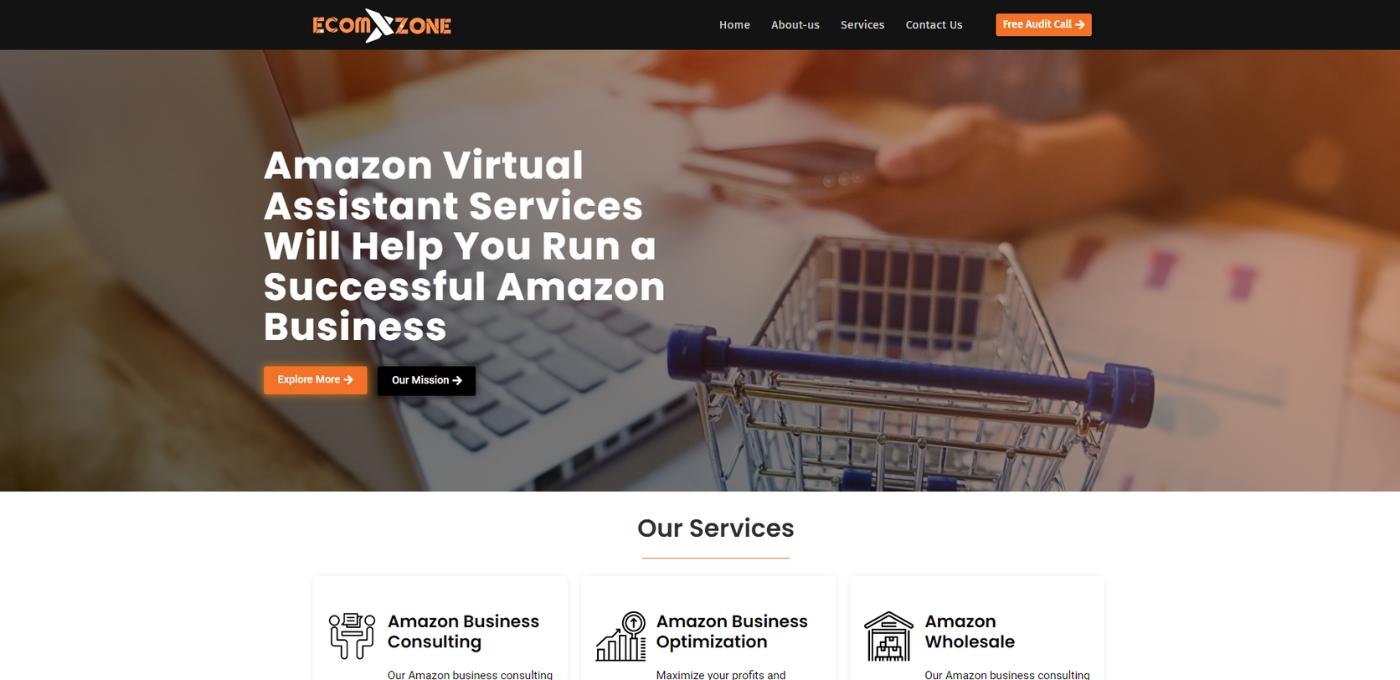 ECOMXZONE
Home
About-us
Services
Contact Us
Free Audit Call
Amazon Virtual
Assistant Services
Will Help You Run a
Successful Amazon
Business
Explore More
Our Mission
Our Services
Amazon Business
Consulting
Our Amazon business consulting
Amazon Business
Optimization
Maximize your profits and
Amazon
Wholesale
Our Amazon business consulting